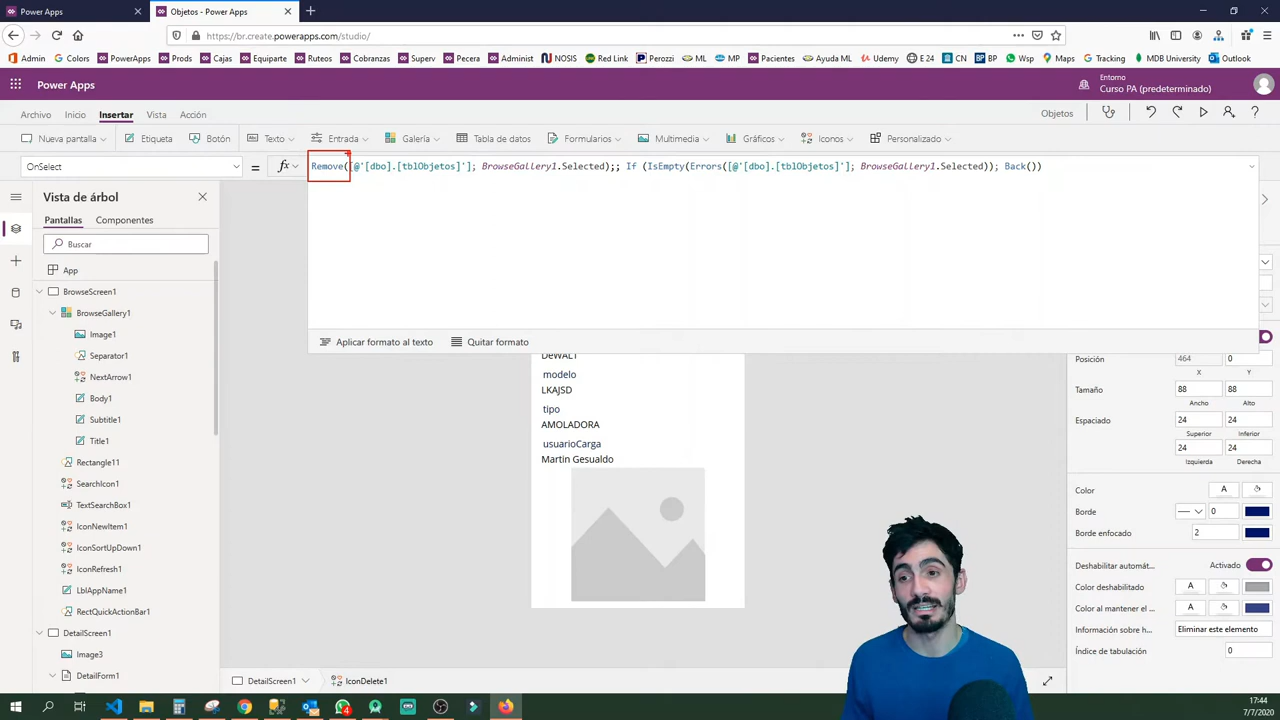 Power Apps
Objetos - Power Apps
https://br.create.powerapps.com/studio/
Admin
Colors
PowerApps
Prods
Cajas
Equiparte
Ruteos
Cobranzas
Superv
Pecera
Administ
NOSIS
Red Link
Perozzi
ML
MP
Pacientes
Ayuda ML
Udemy
E 24
CN
BP
Wsp
Maps
Tracking
MDB University
Outlook
Power Apps
Entorno
Curso PA (predeterminado)
Archivo
Inicio
Insertar
Vista
Acción
Objetos
Nueva pantalla
Etiqueta
Botón
Texto
Entrada
Galería
Tabla de datos
Formularios
Multimedia
Gráficos
Iconos
Personalizado
OnSelect
= fx
Remove([@'[dbo].[tblObjetos]']; BrowseGallery1.Selected);; If (IsEmpty(Errors([@'[dbo].[tblObjetos]']; BrowseGallery1.Selected)); Back())
Aplicar formato al texto
Quitar formato
Vista de árbol
Pantallas
Componentes
Buscar
App
BrowseScreen1
BrowseGallery1
Image1
Separator1
NextArrow1
Body1
Subtitle1
Title1
Rectangle11
SearchIcon1
TextSearchBox1
IconNewItem1
IconSortUpDown1
IconRefresh1
LblAppName1
RectQuickActionBar1
DetailScreen1
Image3
DetailForm1
modelo
LKAJSD
tipo
AMOLADORA
usuarioCarga
Martin Gesualdo
Posición
464
0
X
Y
Tamaño
88
88
Ancho
Alto
Espaciado
24
24
Superior
Inferior
24
24
Izquierda
Derecha
Color
A
Borde
0
Borde enfocado
2
Deshabilitar automát...
Activado
Color deshabilitado
A
Color al mantener el ...
A
Información sobre h...
Eliminar este elemento
Índice de tabulación
0
DetailScreen1
IconDelete1
4
17:44
7/7/2020